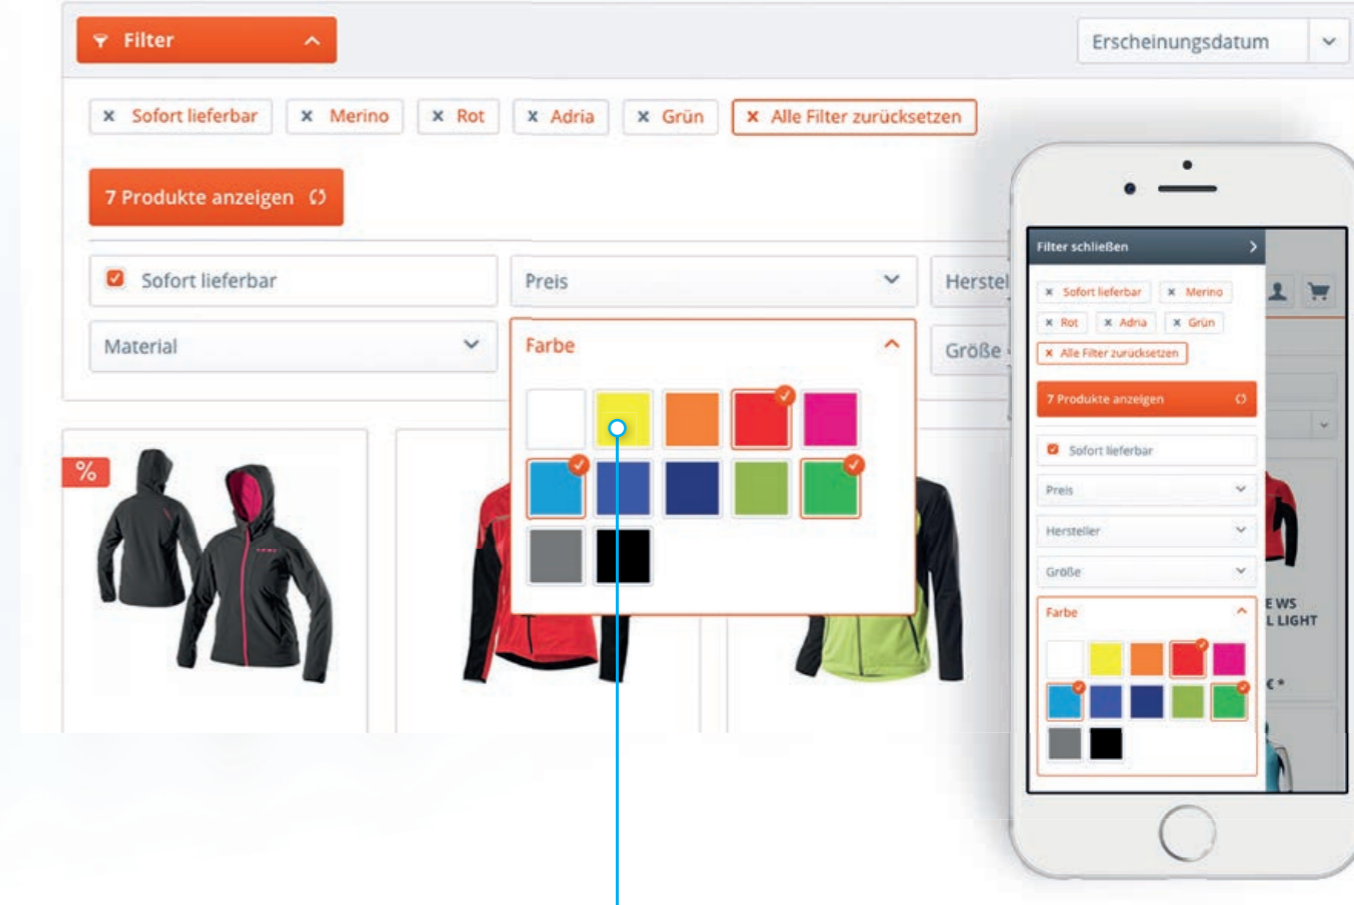 Filter
Erscheinungsdatum
× Sofort lieferbar × Merino × Rot × Adria × Grün × Alle Filter zurücksetzen
7 Produkte anzeigen
Sofort lieferbar
Preis
Herstel
Material
Farbe
Größe
%
Filter schließen
× Sofort lieferbar × Merino
× Rot × Adria × Grün
× Alle Filter zurücksetzen
7 Produkte anzeigen
Sofort lieferbar
Preis
Hersteller
Größe
Farbe
E WS
L LIGHT
€ *